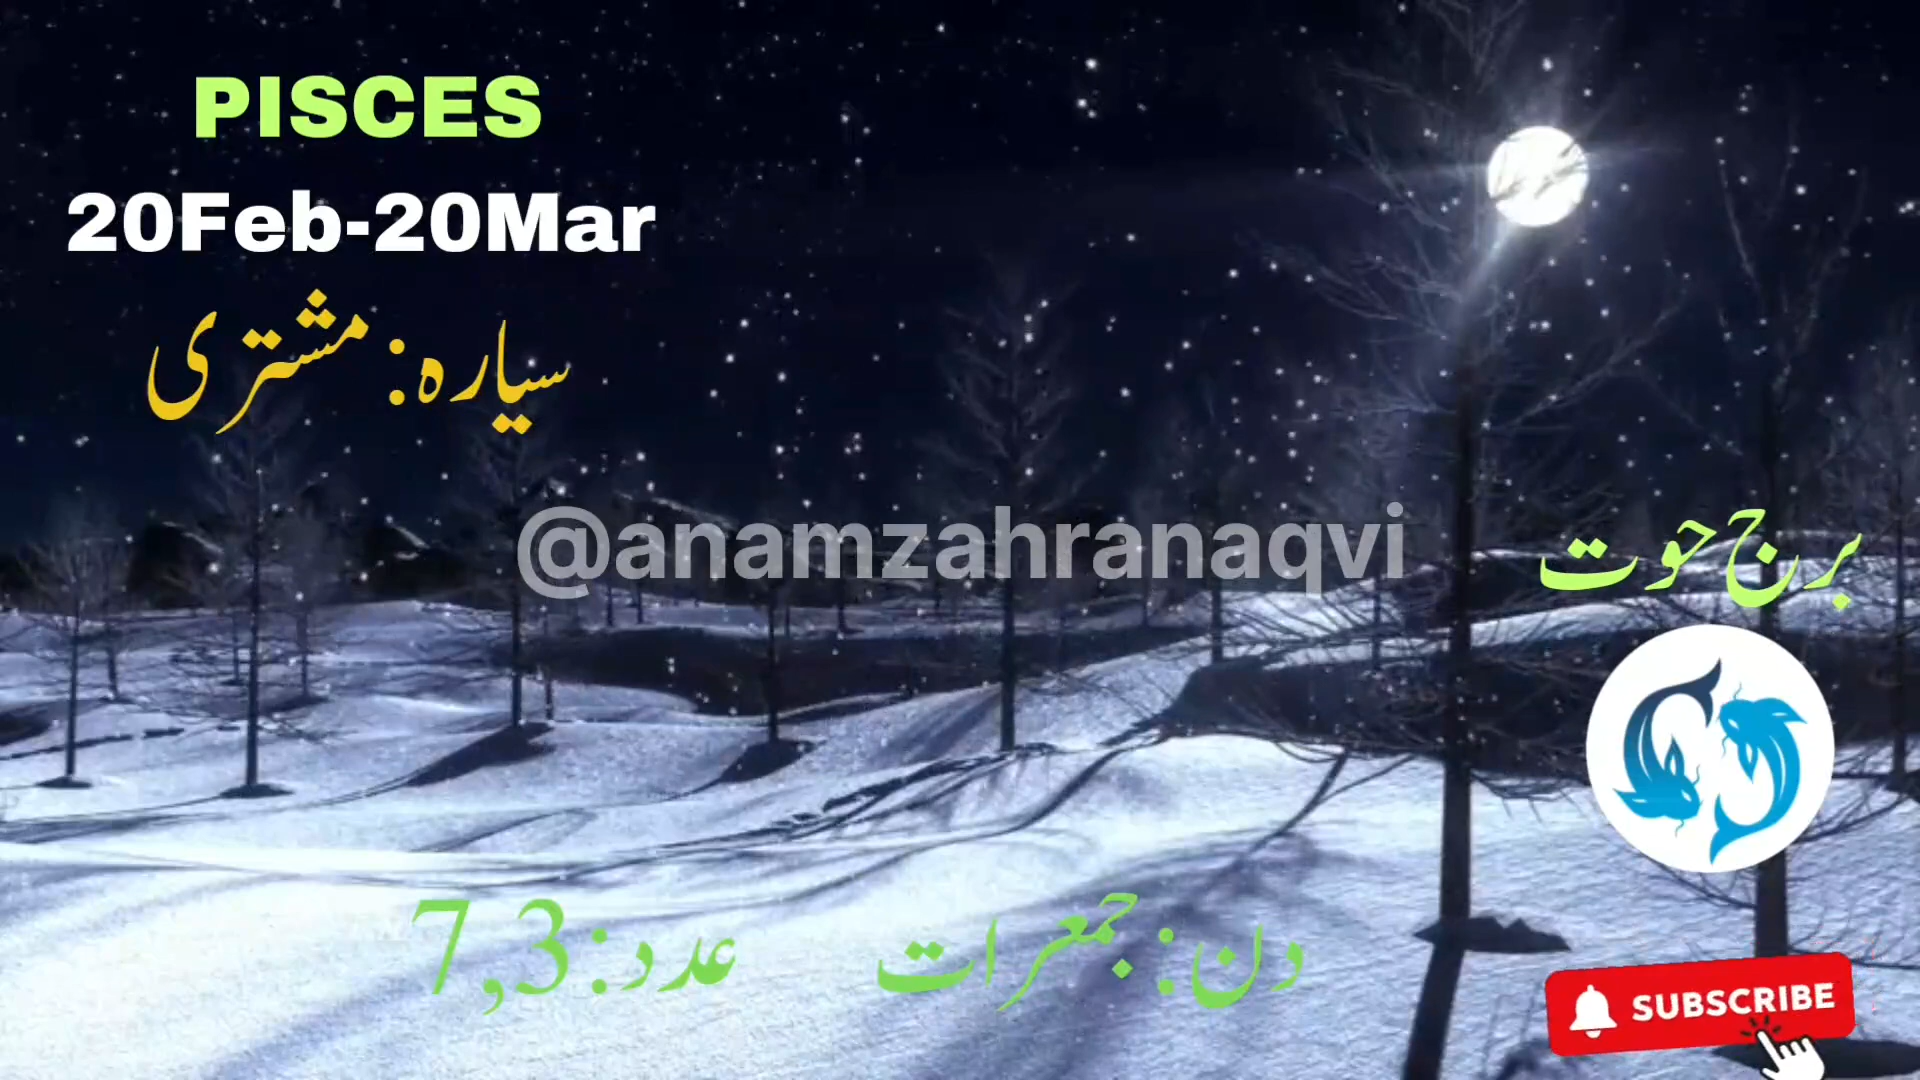 PISCES
20Feb-20Mar
سیارہ: مشتری
@anamzahranaqvi
برج حوت
دن: جمعرات عدد: 7,3
SUBSCRIBE